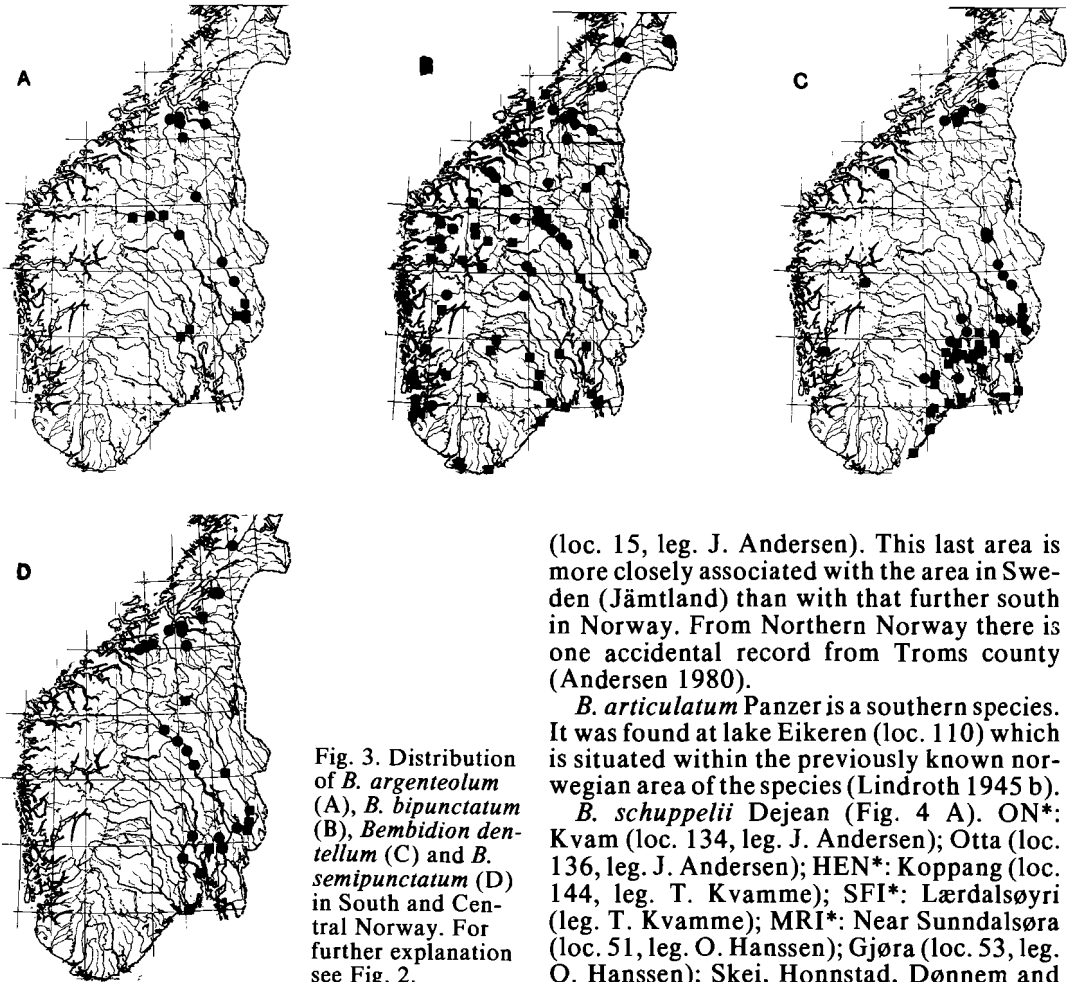 A
B
C
D
Fig. 3. Distribution
of B. argenteolum
(A), B. bipunctatum
(B), Bembidion den-
tellum (C) and B.
semipunctatum (D)
in South and Cen-
tral Norway. For
further explanation
see Fig. 2.
(loc. 15, leg. J. Andersen). This last area is
more closely associated with the area in Swe-
den (Jämtland) than with that further south
in Norway. From Northern Norway there is
one accidental record from Troms county
(Andersen 1980).
B. articulatum Panzer is a southern species.
It was found at lake Eikeren (loc. 110) which
is situated within the previously known nor-
wegian area of the species (Lindroth 1945 b).
B. schuppelii Dejean (Fig. 4 A). ON*:
Kvam (loc. 134, leg. J. Andersen); Otta (loc.
136, leg. J. Andersen); HEN*: Koppang (loc.
144, leg. T. Kvamme); SFI*: Lærdalsøyri
(leg. T. Kvamme); MRI*: Near Sunndalsøra
(loc. 51, leg. O. Hanssen); Gjøra (loc. 53, leg.
O. Hanssen); Skei, Honnstad, Dønnem and